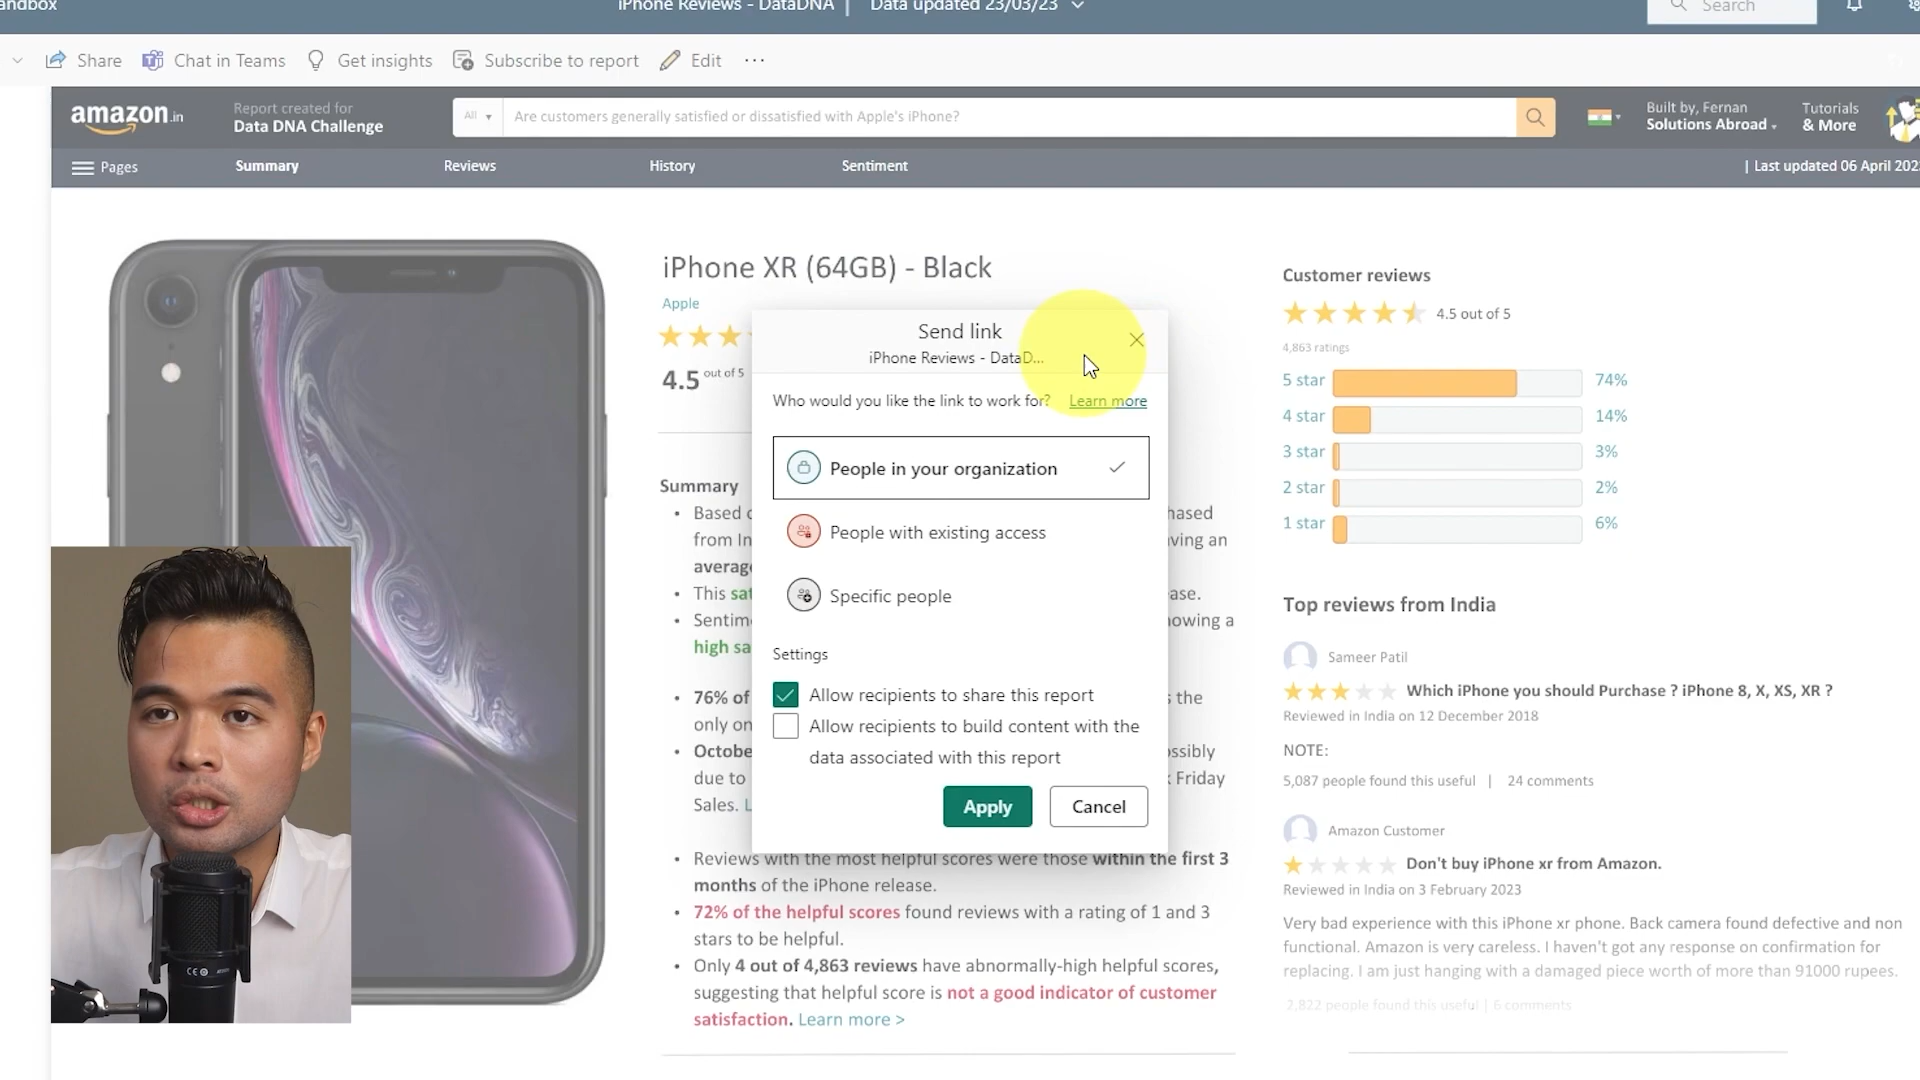 andbox
iPhone Reviews - DataDNA | Data updated 23/03/23
Search
Share
Chat in Teams
Get insights
Subscribe to report
Edit
...
amazon.in
Report created for
Data DNA Challenge
All
Are customers generally satisfied or dissatisfied with Apple's iPhone?
Built by, Fernan
Solutions Abroad
Tutorials
& More
Pages
Summary
Reviews
History
Sentiment
| Last updated 06 April 202
iPhone XR (64GB) - Black
Apple
4.5 out of 5
Summary
Based
from In
average
This sat
Sentim
high sa
76% of
only on
Octobe
due to
Sales. L
hased
ving an
ase.
nowing a
s the
ossibly
k Friday
Reviews with the most helpful scores were those within the first 3
months of the iPhone release.
72% of the helpful scores found reviews with a rating of 1 and 3
stars to be helpful.
Only 4 out of 4,863 reviews have abnormally-high helpful scores,
suggesting that helpful score is not a good indicator of customer
satisfaction. Learn more >
Send link
iPhone Reviews - DataD...
Who would you like the link to work for? Learn more
People in your organization
People with existing access
Specific people
Settings
Allow recipients to share this report
Allow recipients to build content with the
data associated with this report
Apply
Cancel
Customer reviews
4.5 out of 5
4,863 ratings
5 star 74%
4 star 14%
3 star 3%
2 star 2%
1 star 6%
Top reviews from India
Sameer Patil
Which iPhone you should Purchase ? iPhone 8, X, XS, XR ?
Reviewed in India on 12 December 2018
NOTE:
5,087 people found this useful | 24 comments
Amazon Customer
Don't buy iPhone xr from Amazon.
Reviewed in India on 3 February 2023
Very bad experience with this iPhone xr phone. Back camera found defective and non
functional. Amazon is very careless. I haven't got any response on confirmation for
replacing. I am just hanging with a damaged piece worth of more than 91000 rupees.
2,822 people found this useful | 6 comments